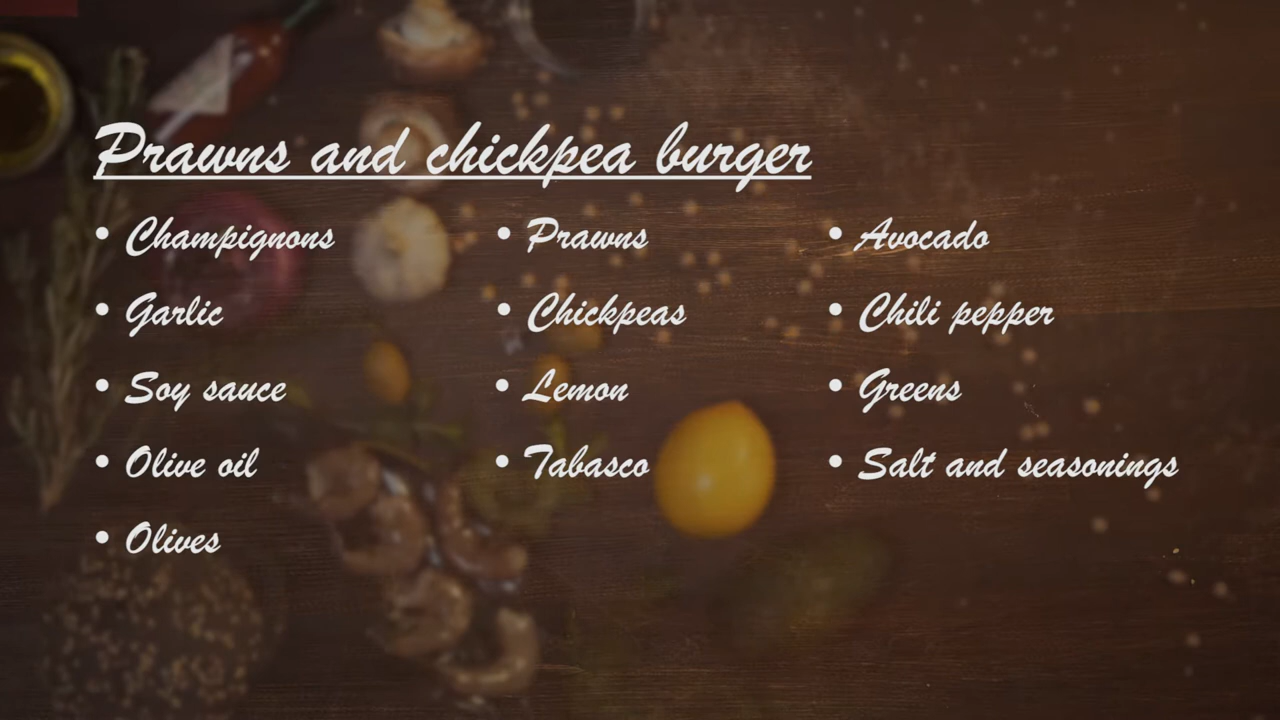 Prawns and chickpea burger
• Champignons
• Garlic
• Soy sauce
• Olive oil
• Olives
• Prawns
• Chickpeas
• Lemon
• Tabasco
• Avocado
• Chili pepper
• Greens
• Salt and seasonings